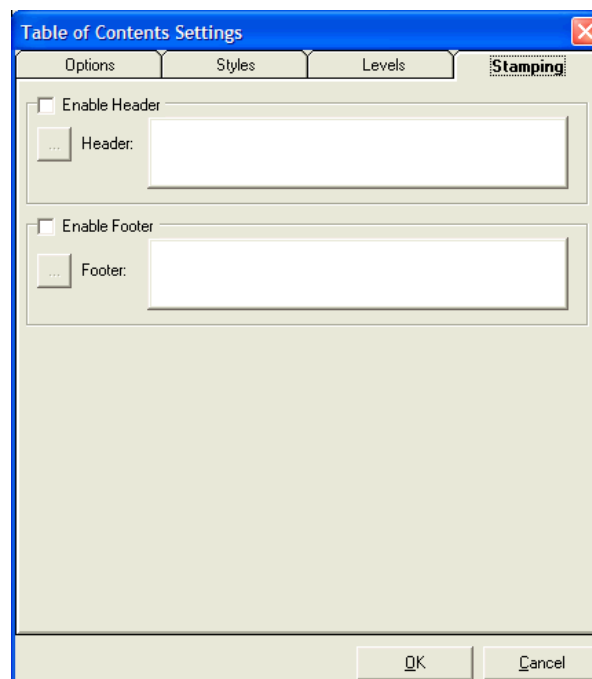 Table of Contents Settings
Options Styles Levels Stamping
Enable Header
... Header:
Enable Footer
... Footer:
OK Cancel